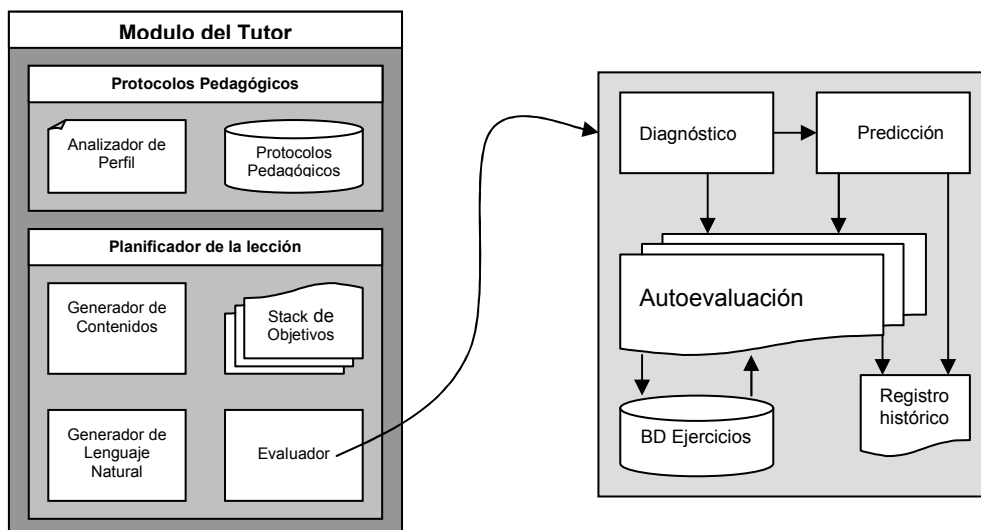 Modulo del Tutor
Protocolos Pedagógicos
Analizador de
Perfil
Protocolos
Pedagógicos
Planificador de la lección
Generador de
Contenidos
Stack de
Objetivos
Generador de
Lenguaje
Natural
Evaluador
Diagnóstico
Predicción
Autoevaluación
BD Ejercicios
Registro
histórico